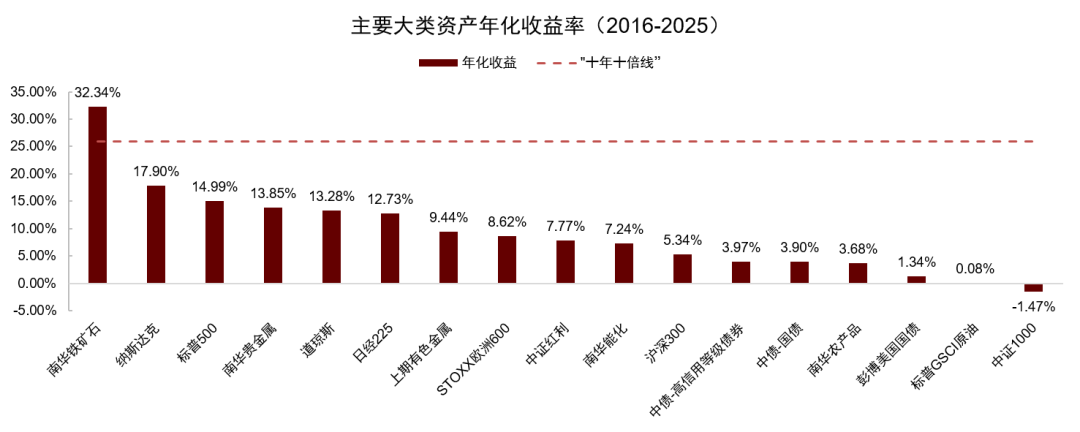 主要大类资产年化收益率（2016-2025）
年化收益 "十年十倍线"
35.00%
30.00%
25.00%
20.00%
15.00%
10.00%
5.00%
0.00%
-5.00%
32.34%
17.90%
14.99%
13.85%
13.28%
12.73%
9.44%
8.62%
7.77%
7.24%
5.34%
3.97%
3.90%
3.68%
1.34%
0.08%
-1.47%
南华铁矿石
纳斯达克
标普500
南华贵金属
道琼斯
日经225
上期有色金属
STOXX欧洲600
中证红利
南华能化
沪深300
中债-高信用等级债券
中债-国债
南华农产品
彭博美国国债
标普GSCI原油
中证1000